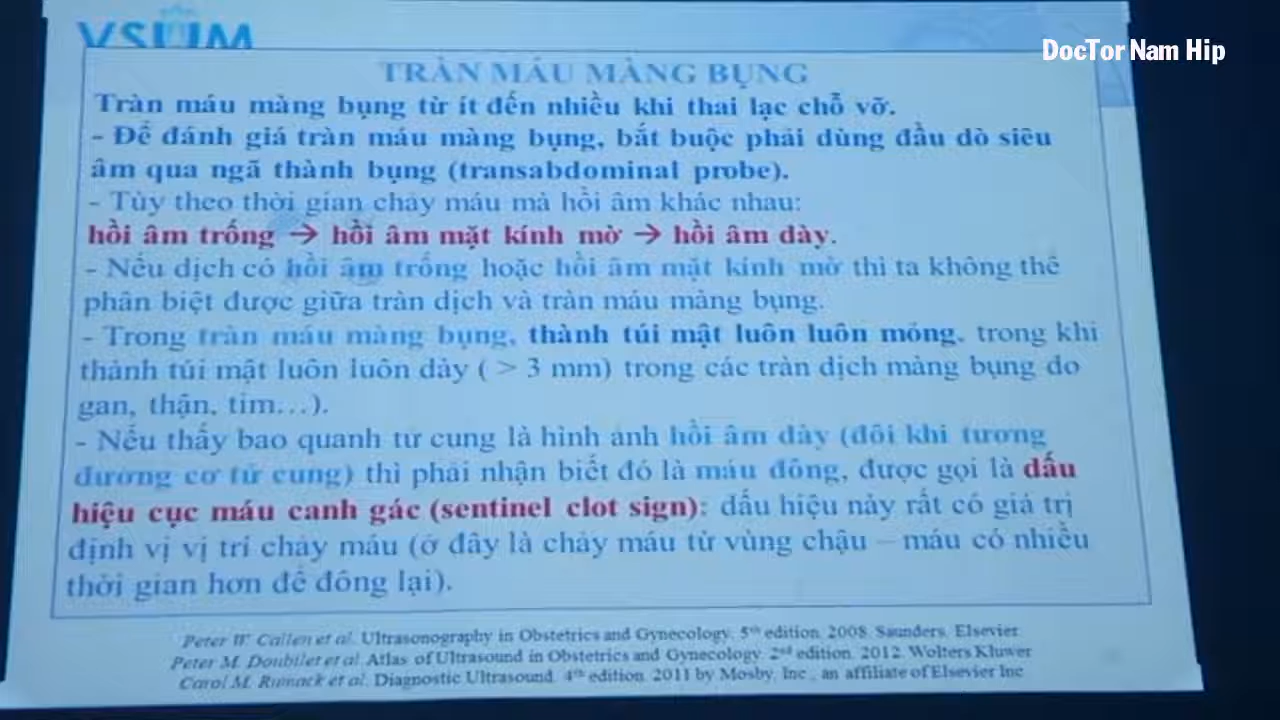 VSUM
DocTor Nam Hip
TRÀN MÁU MÀNG BỤNG
Tràn máu màng bụng từ ít đến nhiều khi thai lạc chỗ vỡ.
- Để đánh giá tràn máu màng bụng, bắt buộc phải dùng đầu dò siêu
âm qua ngã thành bụng (transabdominal probe).
- Tùy theo thời gian chảy máu mà hồi âm khác nhau:
hồi âm trống → hồi âm mặt kính mờ → hồi âm dày.
- Nếu dịch có hồi âm trống hoặc hồi âm mặt kính mờ thì ta không thể
phân biệt được giữa tràn dịch và tràn máu màng bụng.
- Trong tràn máu màng bụng, thành túi mật luôn luôn mỏng, trong khi
thành túi mật luôn luôn dày ( > 3 mm) trong các tràn dịch màng bụng do
gan, thận, tim…).
- Nếu thấy bao quanh tử cung là hình ảnh hồi âm dày (đôi khi tương
đương cơ tử cung) thì phải nhận biết đó là máu đông, được gọi là dấu
hiệu cục máu canh gác (sentinel clot sign): dấu hiệu này rất có giá trị
định vị vị trí chảy máu (ở đây là chảy máu từ vùng chậu – máu có nhiều
thời gian hơn để đông lại).
Peter W. Callen et al. Ultrasonography in Obstetrics and Gynecology. 5th edition. 2008. Saunders, Elsevier
Peter M. Doubilet et al. Atlas of Ultrasound in Obstetrics and Gynecology. 2nd edition. 2012. Wolters Kluwer
Carol M. Rumack et al. Diagnostic Ultrasound. 4th edition. 2011 by Mosby, Inc., an affiliate of Elsevier Inc